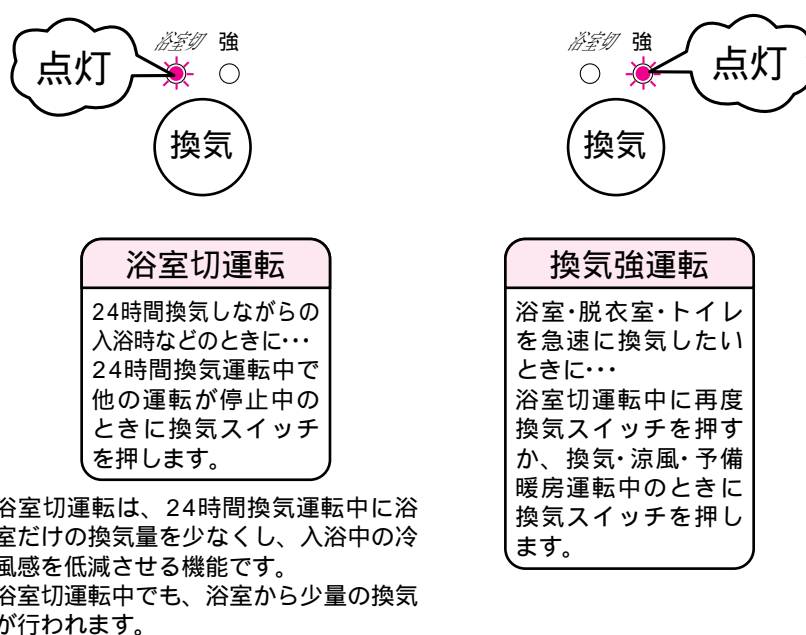 浴室切 強
点灯
換気
浴室切運転
24時間換気しながらの
入浴時などのときに･･･
24時間換気運転中で
他の運転が停止中の
ときに換気スイッチ
を押します。
浴室切運転は、24時間換気運転中に浴
室だけの換気量を少なくし、入浴中の冷
風感を低減させる機能です。
浴室切運転中でも、浴室から少量の換気
が行われます。
浴室切 強
点灯
換気
換気強運転
浴室･脱衣室･トイレ
を急速に換気したい
ときに･･･
浴室切運転中に再度
換気スイッチを押す
か、換気･涼風･予備
暖房運転中のときに
換気スイッチを押し
ます。